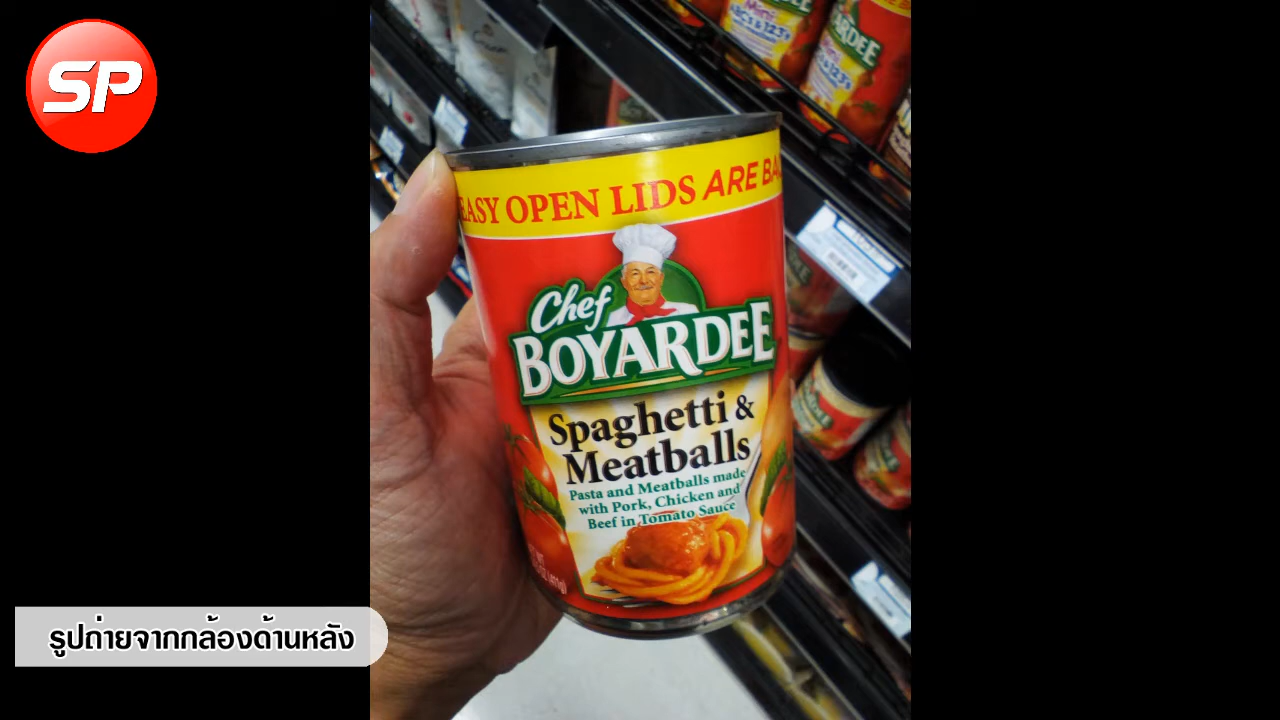 SP
EASY OPEN LIDS ARE
Chef
BOYARDEE
Spaghetti &
Meatballs
Pasta and Meatballs made
with Pork, Chicken and
Beef in Tomato Sauce
รูปถ่ายจากกล้องด้านหลัง